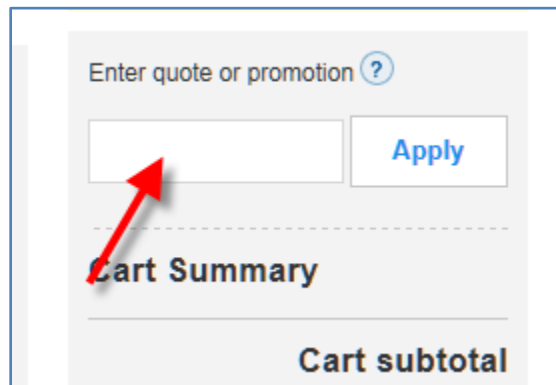 Enter quote or promotion ?
Apply
Cart Summary
Cart subtotal